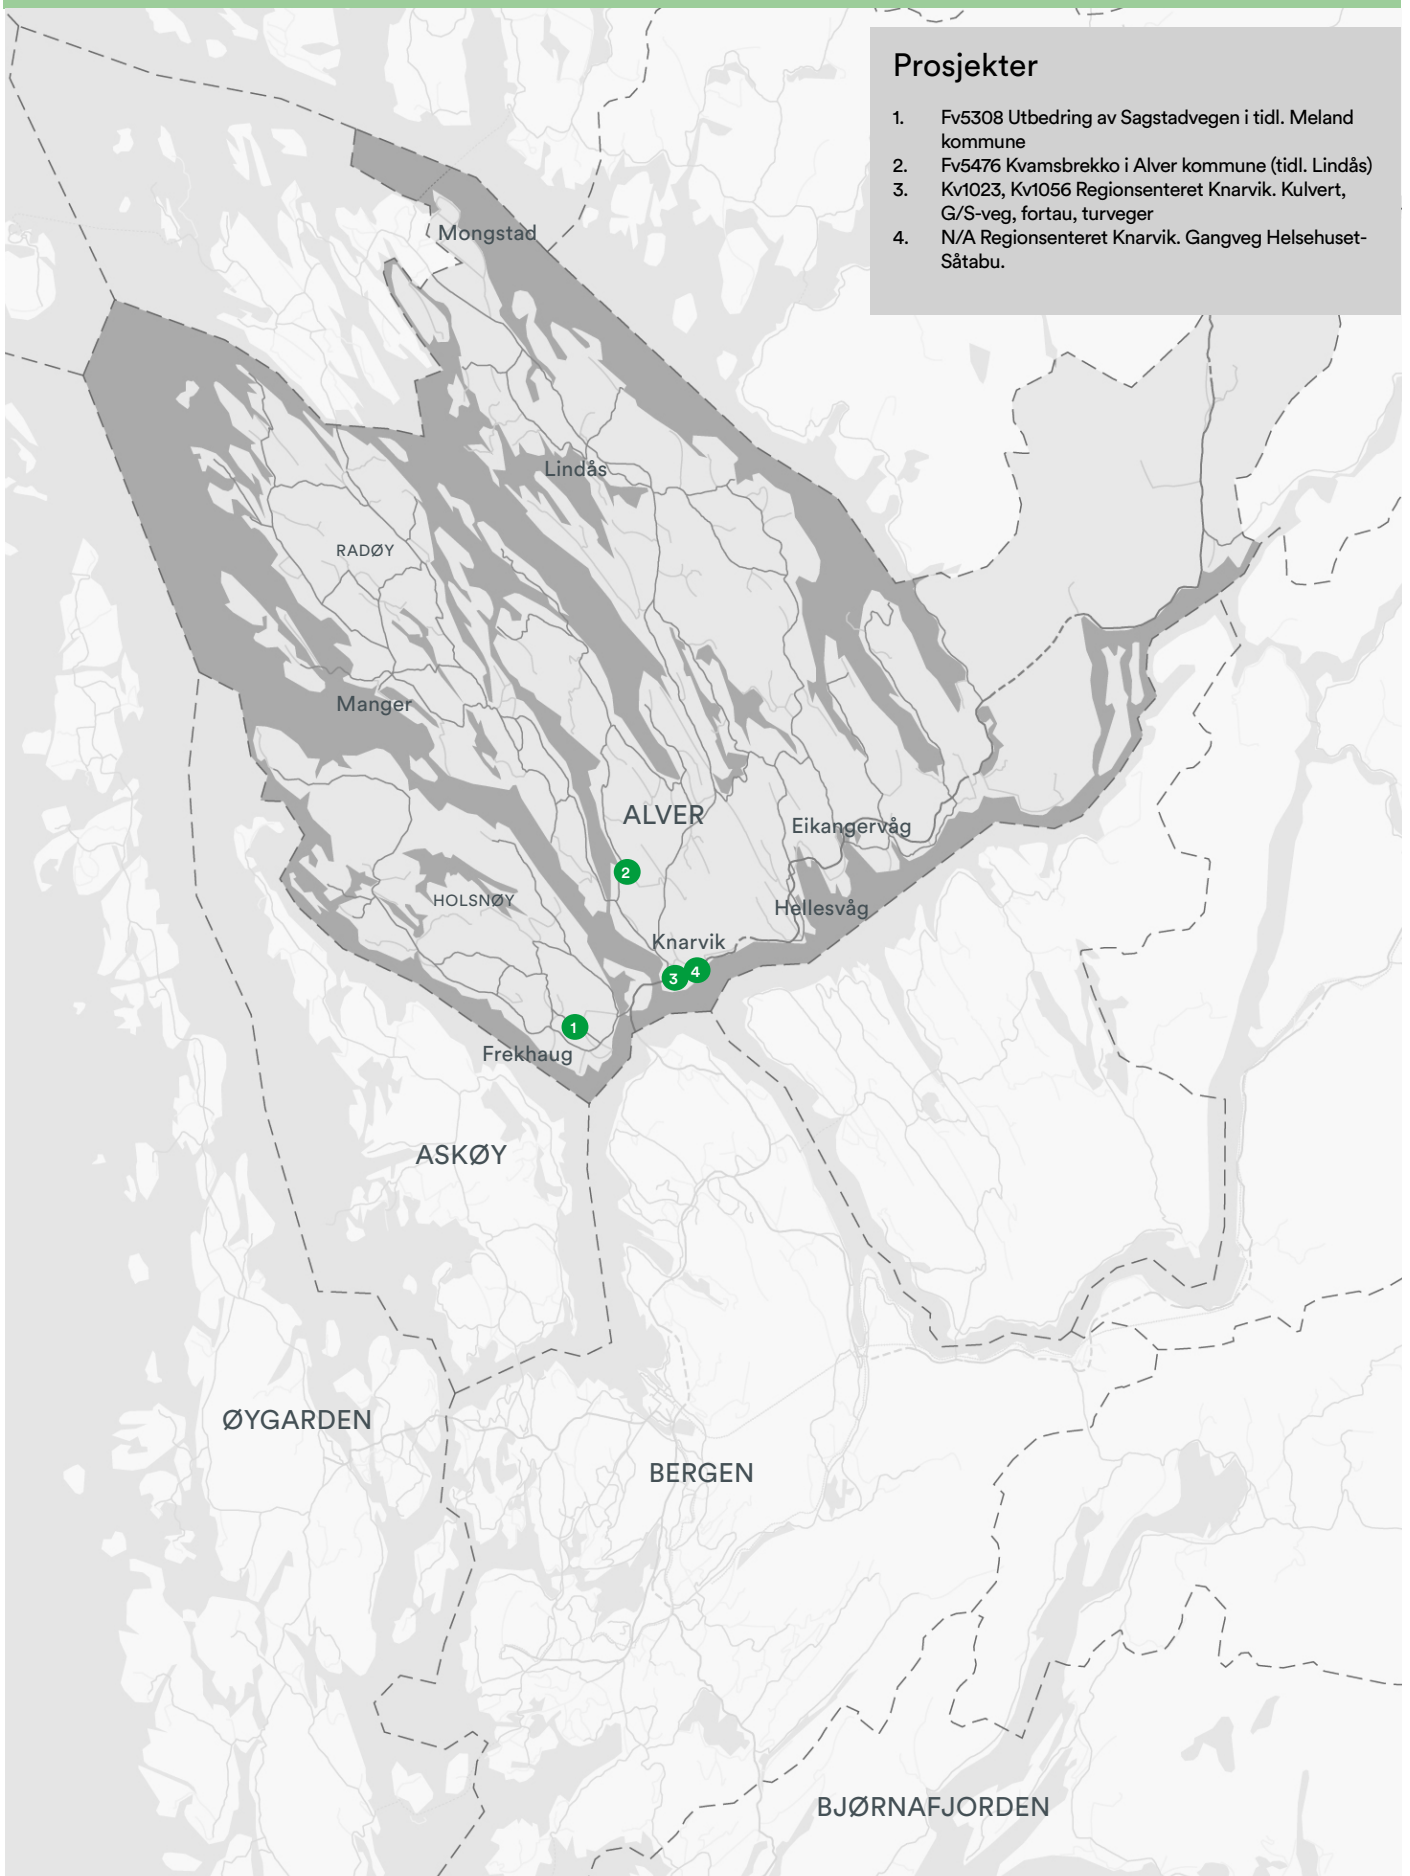 Prosjekter
1. Fv5308 Utbedring av Sagstadvegen i tidl. Meland
kommune
2. Fv5476 Kvamsbrekko i Alver kommune (tidl. Lindås)
3. Kv1023, Kv1056 Regionsenteret Knarvik. Kulvert,
G/S-veg, fortau, turveger
4. N/A Regionsenteret Knarvik. Gangveg Helsehuset-
Såtabu.
Mongstad
Lindås
RADØY
Manger
ALVER
Eikangervåg
2
HOLSNØY
Hellesvåg
Knarvik
3
4
1
Frekhaug
ASKØY
ØYGARDEN
BERGEN
BJØRNAFJORDEN